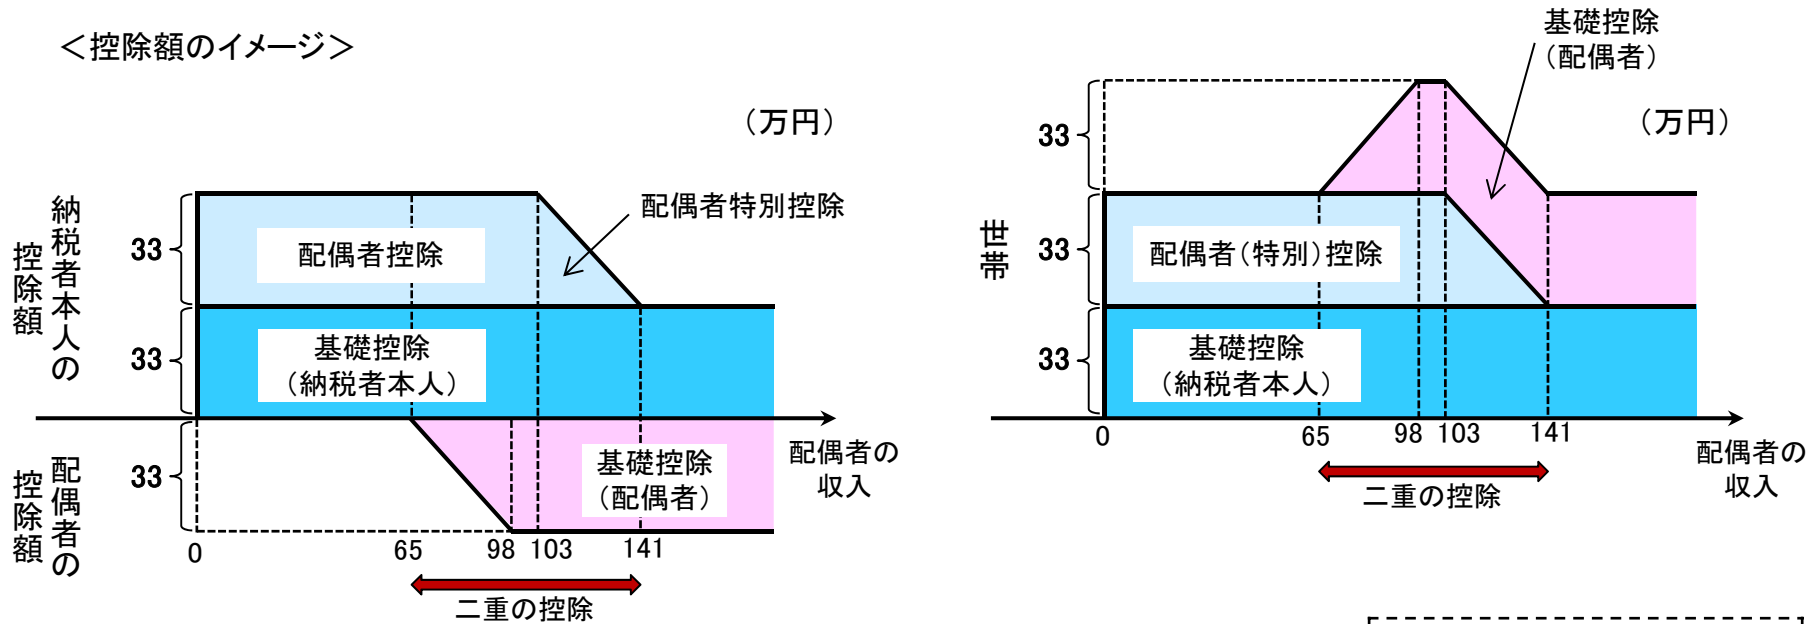 ＜控除額のイメージ＞
（万円）
納税者本人の
控除額
33
33
配偶者控除
配偶者特別控除
基礎控除
（納税者本人）
配偶者の
控除額
33
基礎控除
（配偶者）
配偶者の
収入
0
65
98
103
141
二重の控除
基礎控除
（配偶者）
（万円）
世帯
33
33
33
配偶者（特別）控除
基礎控除
（納税者本人）
0
65
98
103
141
配偶者の
収入
二重の控除